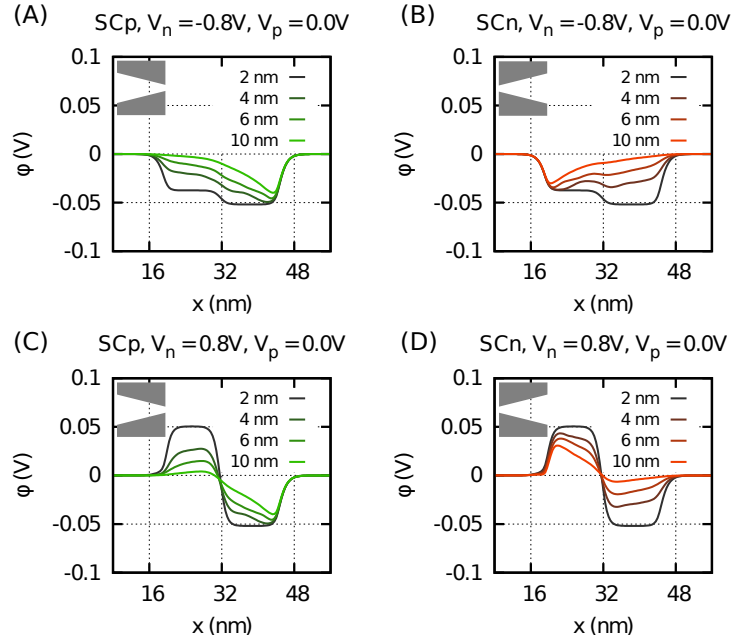 (A) SCp, V_n=-0.8V, V_p=0.0V
0.1
0.05
0
-0.05
-0.1
φ (V)
2 nm
4 nm
6 nm
10 nm
16 32 48
x (nm)
(B) SCn, V_n=-0.8V, V_p=0.0V
0.1
0.05
0
-0.05
-0.1
φ (V)
2 nm
4 nm
6 nm
10 nm
16 32 48
x (nm)
(C) SCp, V_n=0.8V, V_p=0.0V
0.1
0.05
0
-0.05
-0.1
φ (V)
2 nm
4 nm
6 nm
10 nm
16 32 48
x (nm)
(D) SCn, V_n=0.8V, V_p=0.0V
0.1
0.05
0
-0.05
-0.1
φ (V)
2 nm
4 nm
6 nm
10 nm
16 32 48
x (nm)